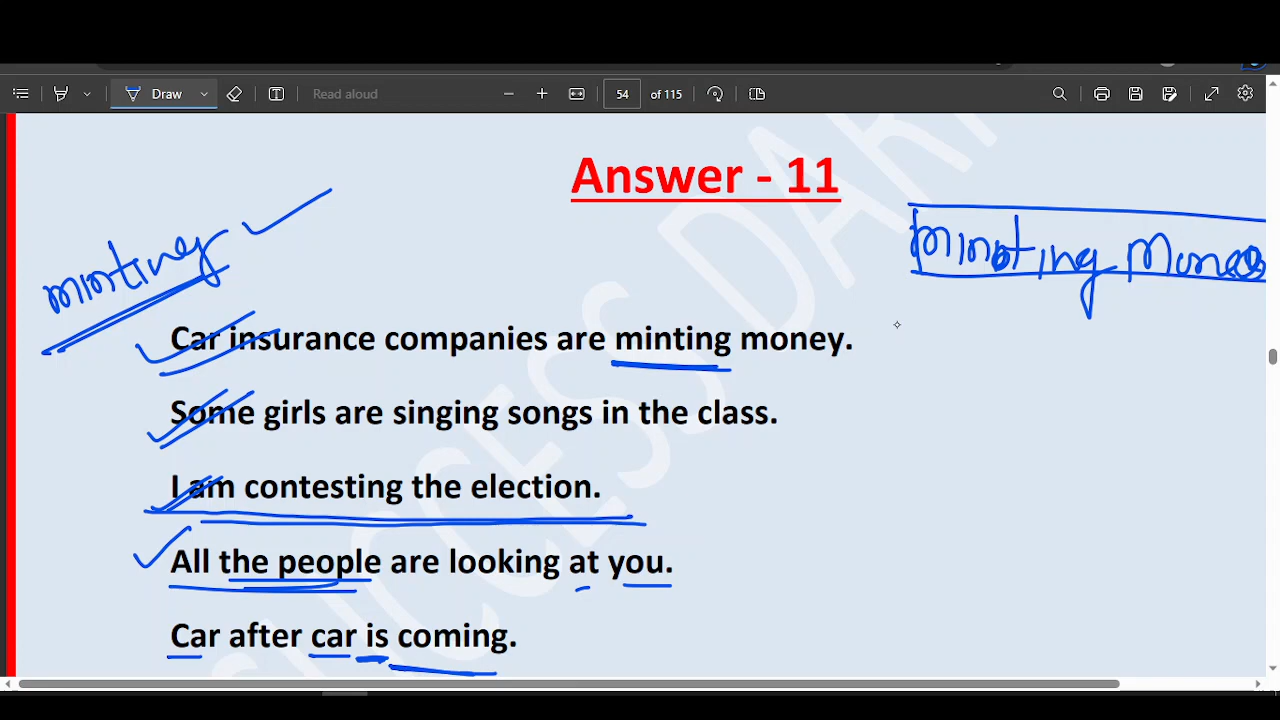 Draw
Read aloud
54 of 115
Answer - 11
minting
Minting Money
Car insurance companies are minting money.
Some girls are singing songs in the class.
I am contesting the election.
All the people are looking at you.
Car after car is coming.
SUCCESS DARK